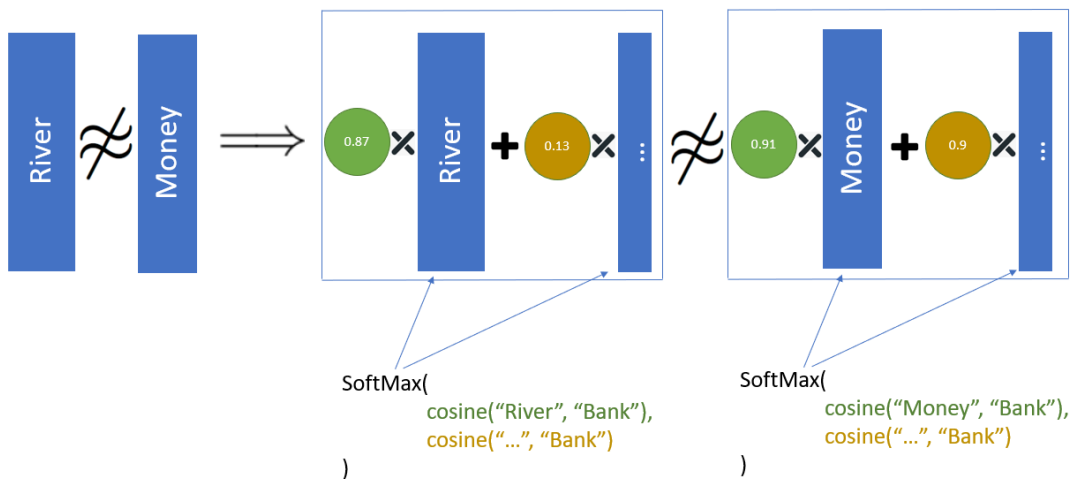 River
Money
0.87
River
0.13
...
0.91
Money
0.9
...
SoftMax(
cosine(“River”, “Bank”),
cosine(“...”, “Bank”)
)
SoftMax(
cosine(“Money”, “Bank”),
cosine(“...”, “Bank”)
)